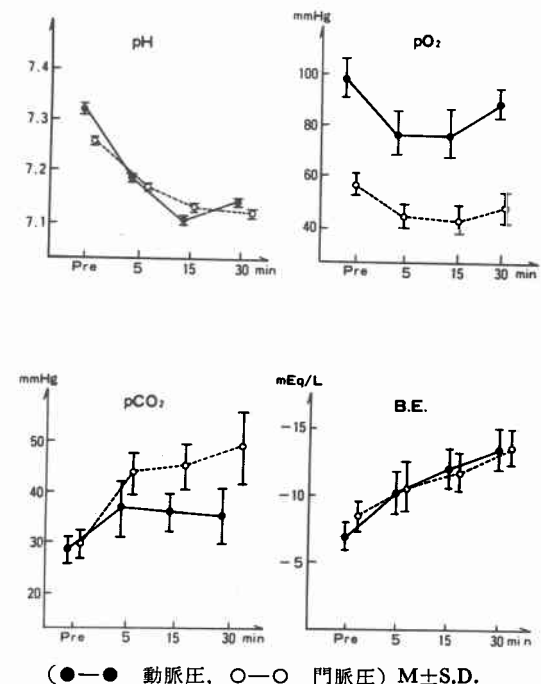 pH
7.4
7.3
7.2
7.1
Pre 5 15 30 min
mmHg
pO₂
100
80
60
40
Pre 5 15 30 min
mmHg
pCO₂
50
40
30
20
Pre 5 15 30 min
mEq/L
B.E.
-15
-10
-5
Pre 5 15 30 min
(●—● 動脈圧, ○—○ 門脈圧) M±S.D.